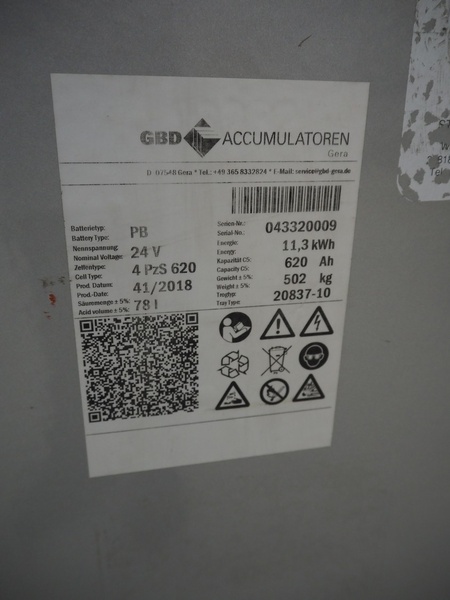 GBD ACCUMULATOREN
Gera
D-07548 Gera * Tel.: +49 365 8332824 * E-Mail: service@gbd-gera.de
Batterietyp:
Battery Type: PB
Nennspannung:
Nominal Voltage: 24 V
Zellentyp:
Cell Type: 4 PzS 620
Prod. Datum:
Prod.-Date: 41/2018
Säuremenge ± 5%:
Acid volume ± 5%: 78 l
Serien-Nr.:
Serial-No.: 043320009
Energie:
Energy: 11,3 kWh
Kapazität C5:
Capacity C5: 620 Ah
Gewicht ± 5%:
Weight ± 5%: 502 kg
Trogtyp:
Tray Type 20837-10